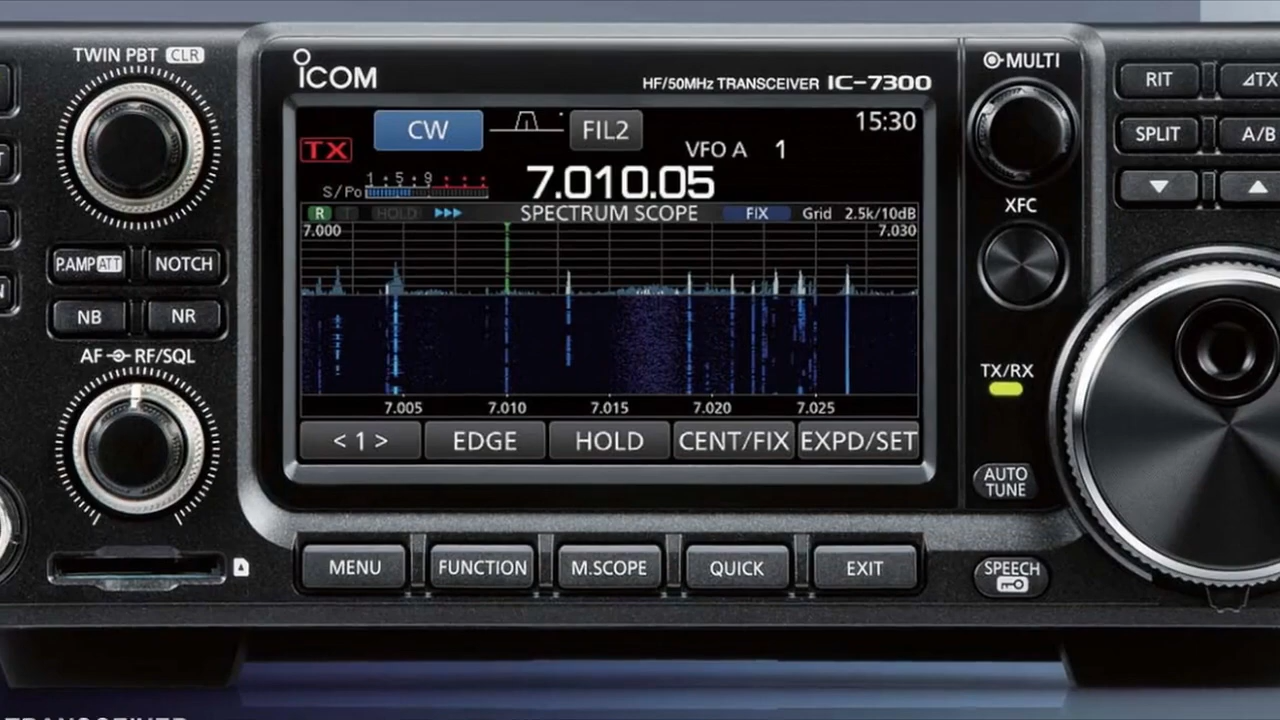 TWIN PBT CLR
P.AMP ATT NOTCH
NB NR
AF RF/SQL
ICOM
HF/50MHz TRANSCEIVER IC-7300
CW FIL2 15:30
TX VFO A 1
1 • 5 • 9
S/Po 7.010.05
R T HOLD SPECTRUM SCOPE FIX Grid 2.5k/10dB
7.000 7.030
7.005 7.010 7.015 7.020 7.025
< 1 > EDGE HOLD CENT/FIX EXPD/SET
MENU FUNCTION M.SCOPE QUICK EXIT
MULTI
XFC
TX/RX
AUTO
TUNE
SPEECH
RIT ⊿TX
SPLIT A/B